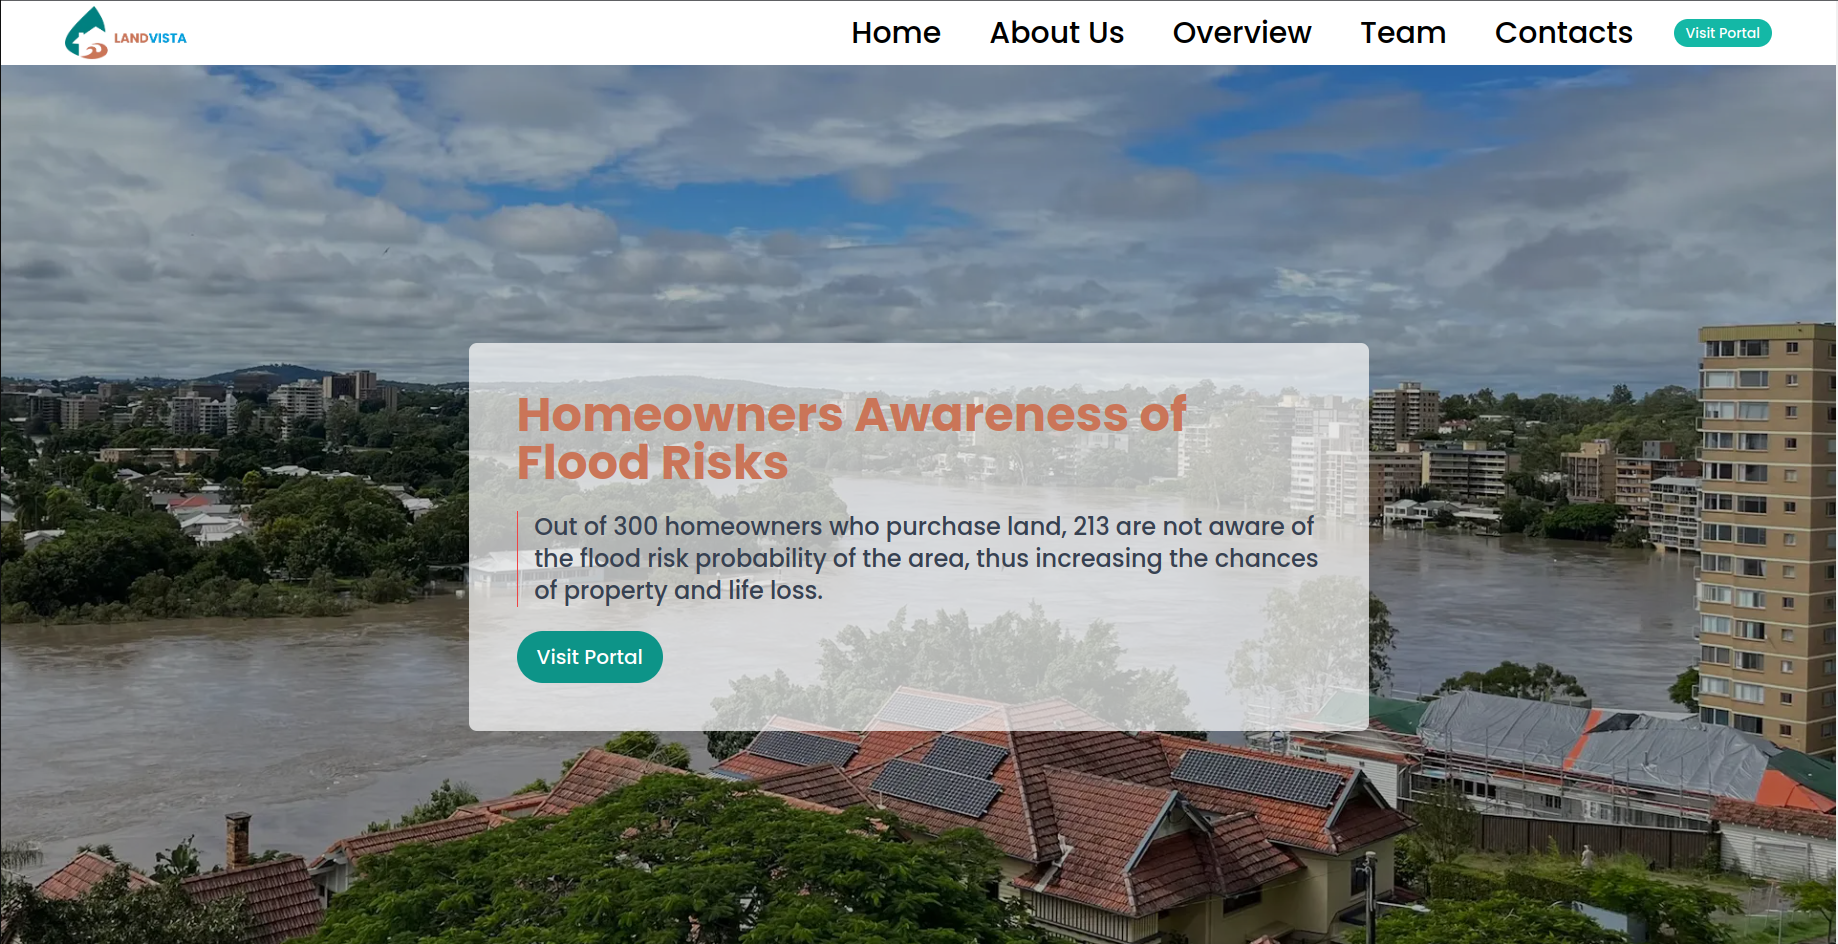 LANDVISTA
Home About Us Overview Team Contacts Visit Portal
Homeowners Awareness of
Flood Risks
Out of 300 homeowners who purchase land, 213 are not aware of
the flood risk probability of the area, thus increasing the chances
of property and life loss.
Visit Portal